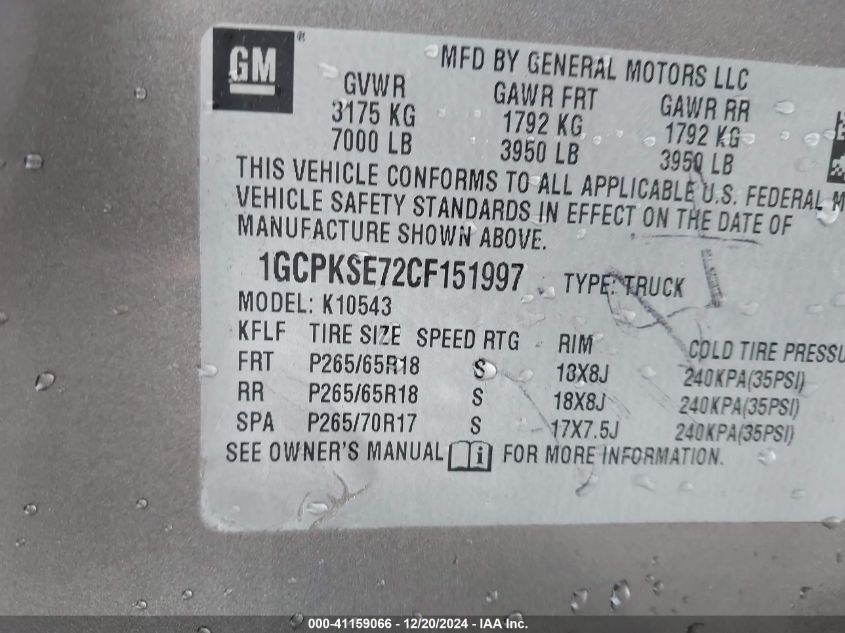 GM ®
MFD BY GENERAL MOTORS LLC
GVWR GAWR FRT GAWR RR
3175 KG 1792 KG 1792 KG
7000 LB 3950 LB 3950 LB
THIS VEHICLE CONFORMS TO ALL APPLICABLE U.S. FEDERAL M
VEHICLE SAFETY STANDARDS IN EFFECT ON THE DATE OF
MANUFACTURE SHOWN ABOVE.
1GCPKSE72CF151997 TYPE: TRUCK
MODEL: K10543
KFLF TIRE SIZE SPEED RTG RIM COLD TIRE PRESSU
FRT P265/65R18 S 18X8J 240KPA(35PSI)
RR P265/65R18 S 18X8J 240KPA(35PSI)
SPA P265/70R17 S 17X7.5J 240KPA(35PSI)
SEE OWNER'S MANUAL i FOR MORE INFORMATION.
000-41159066 - 12/20/2024 - IAA Inc.